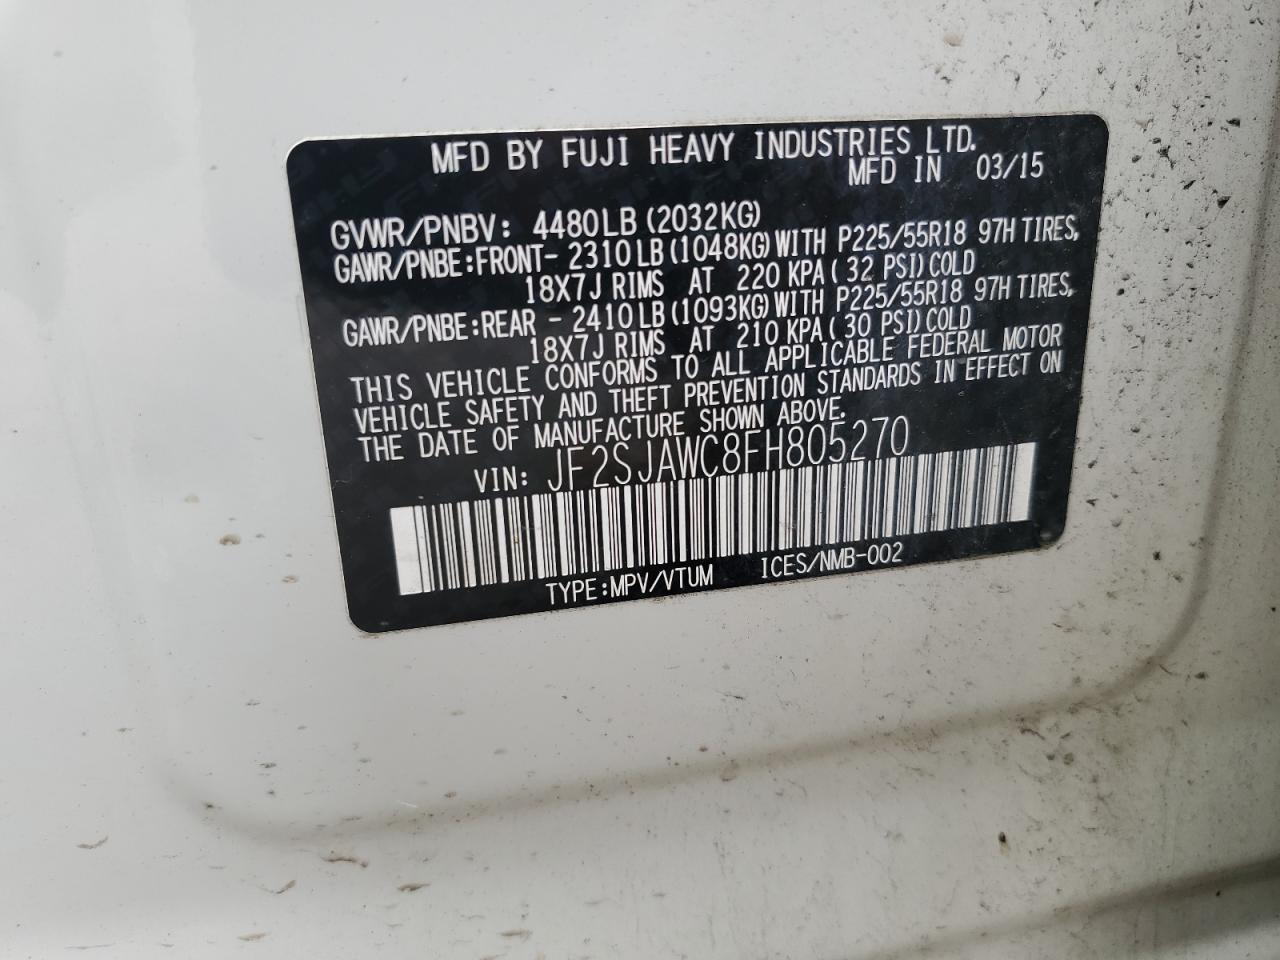 MFD BY FUJI HEAVY INDUSTRIES LTD.
MFD IN 03/15
GVWR/PNBV: 4480LB (2032KG)
GAWR/PNBE:FRONT- 2310LB (1048KG) WITH P225/55R18 97H TIRES,
18X7J RIMS AT 220 KPA ( 32 PSI) COLD
GAWR/PNBE:REAR - 2410LB (1093KG) WITH P225/55R18 97H TIRES,
18X7J RIMS AT 210 KPA ( 30 PSI) COLD
THIS VEHICLE CONFORMS TO ALL APPLICABLE FEDERAL MOTOR
VEHICLE SAFETY AND THEFT PREVENTION STANDARDS IN EFFECT ON
THE DATE OF MANUFACTURE SHOWN ABOVE.
VIN: JF2SJAWC8FH805270
TYPE:MPV/VTUM ICES/NMB-002